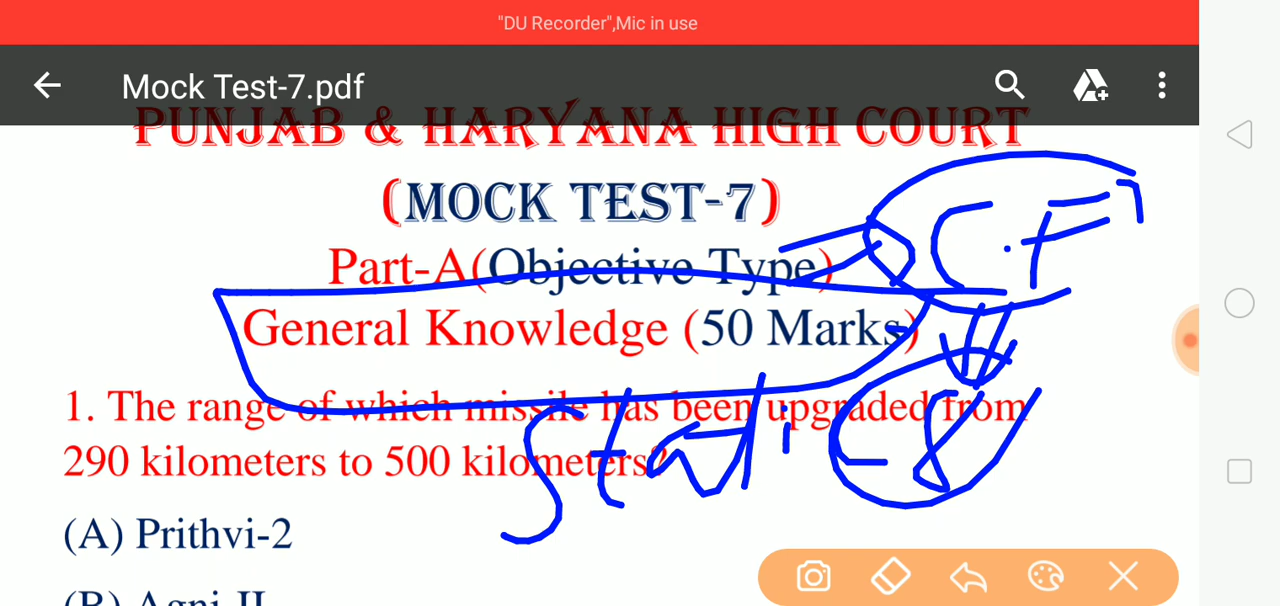 "DU Recorder",Mic in use
Mock Test-7.pdf
PUNJAB & HARYANA HIGH COURT
(MOCK TEST-7)
Part-A(Objective Type)
General Knowledge (50 Marks)
1. The range of which missile has been upgraded from
290 kilometers to 500 kilometers?
Static
(A) Prithvi-2
(B) Agni-II